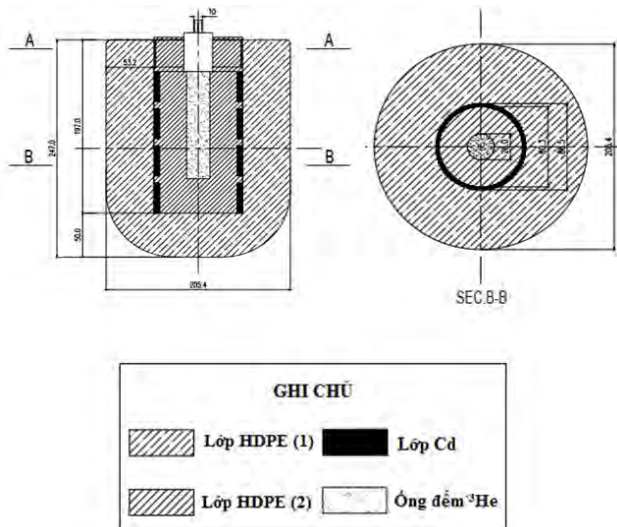 10
A
A
53,2
B
B
247.0
197.0
50.0
205.4
205.4
SEC.B-B
GHI CHÚ
Lớp HDPE (1)
Lớp Cd
Lớp HDPE (2)
Ống đếm ³He